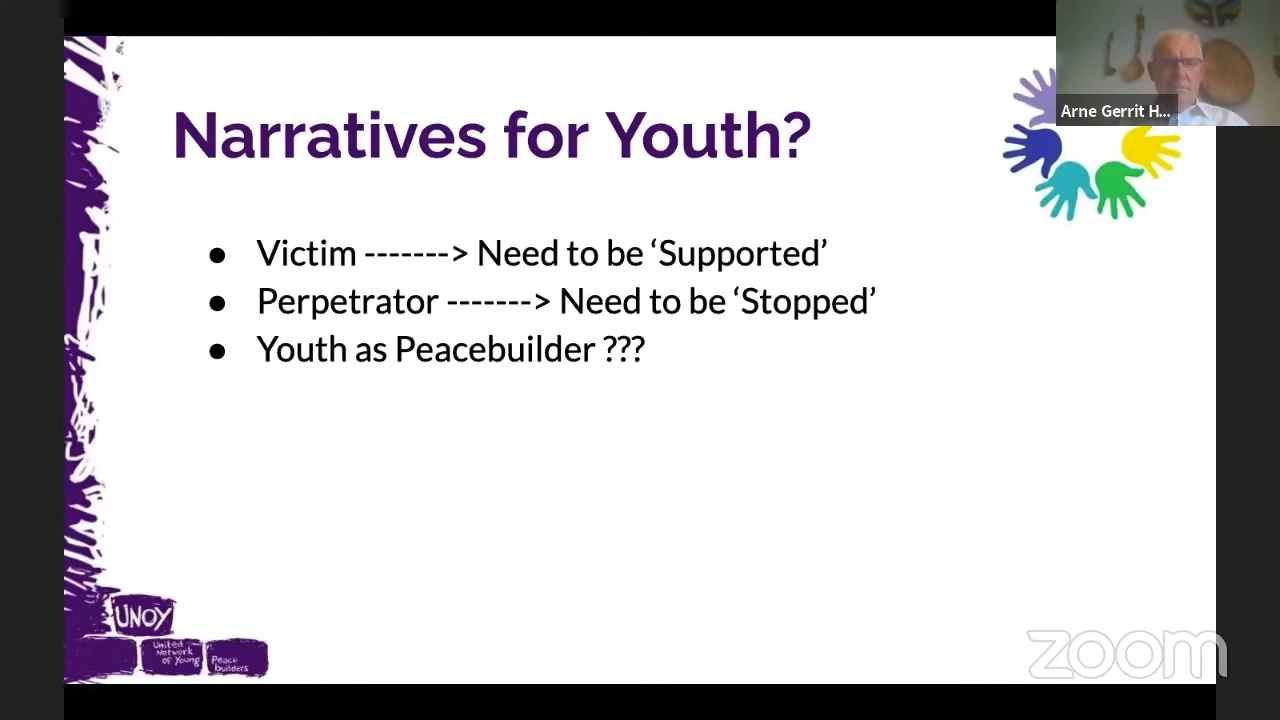 Arne Gerrit H...
Narratives for Youth?
● Victim -------> Need to be ‘Supported’
● Perpetrator -------> Need to be ‘Stopped’
● Youth as Peacebuilder ???
UNOY
United
Network
of Young
Peace
builders
zoom